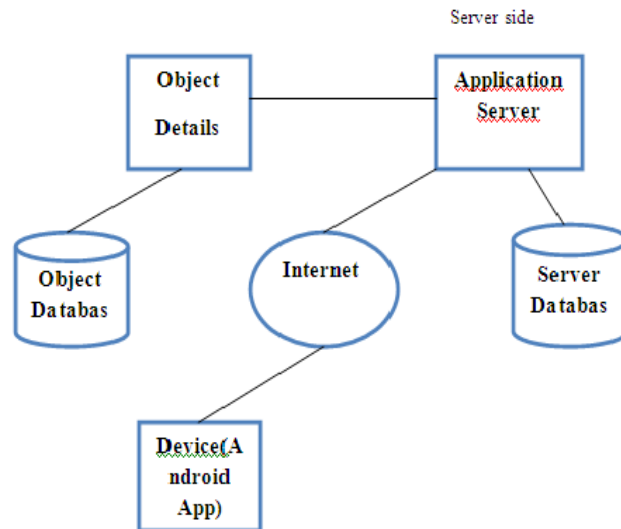 Server side
Object
Details
Application
Server
Object
Databas
Internet
Server
Databas
Device(A
ndroid
App)